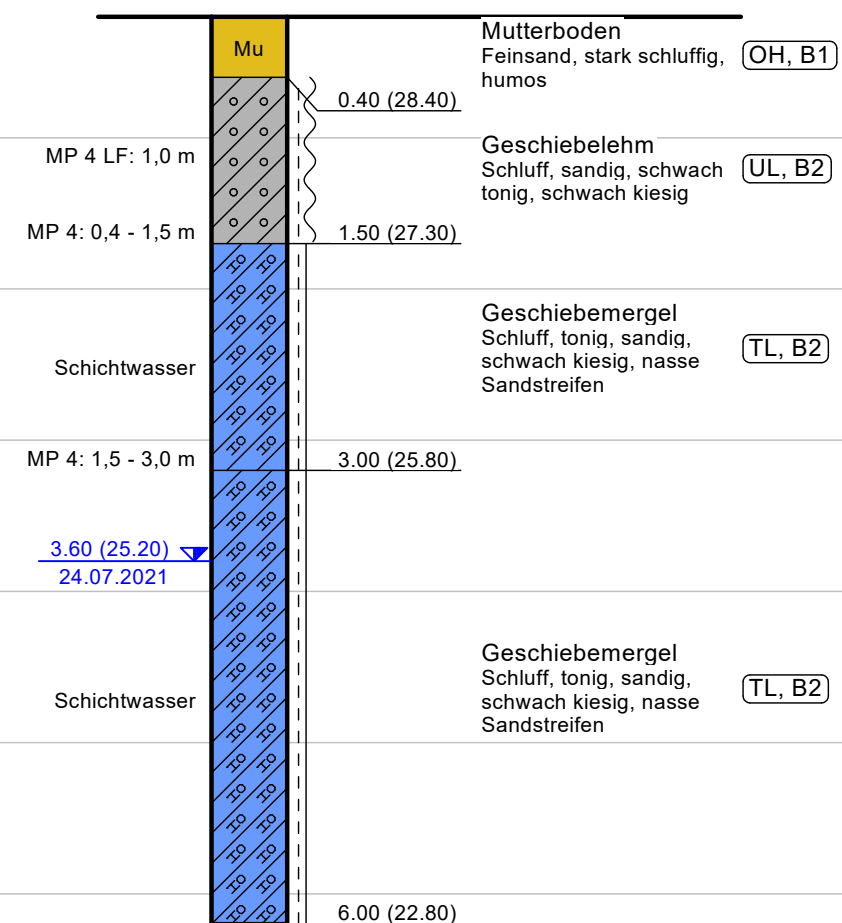 Mu
Mutterboden
Feinsand, stark schluffig,
humos
OH, B1
0.40 (28.40)
MP 4 LF: 1,0 m
Geschiebelehm
Schluff, sandig, schwach
tonig, schwach kiesig
UL, B2
MP 4: 0,4 - 1,5 m
1.50 (27.30)
Geschiebemergel
Schluff, tonig, sandig,
schwach kiesig, nasse
Sandstreifen
TL, B2
Schichtwasser
MP 4: 1,5 - 3,0 m
3.00 (25.80)
3.60 (25.20)
24.07.2021
Geschiebemergel
Schluff, tonig, sandig,
schwach kiesig, nasse
Sandstreifen
TL, B2
Schichtwasser
6.00 (22.80)